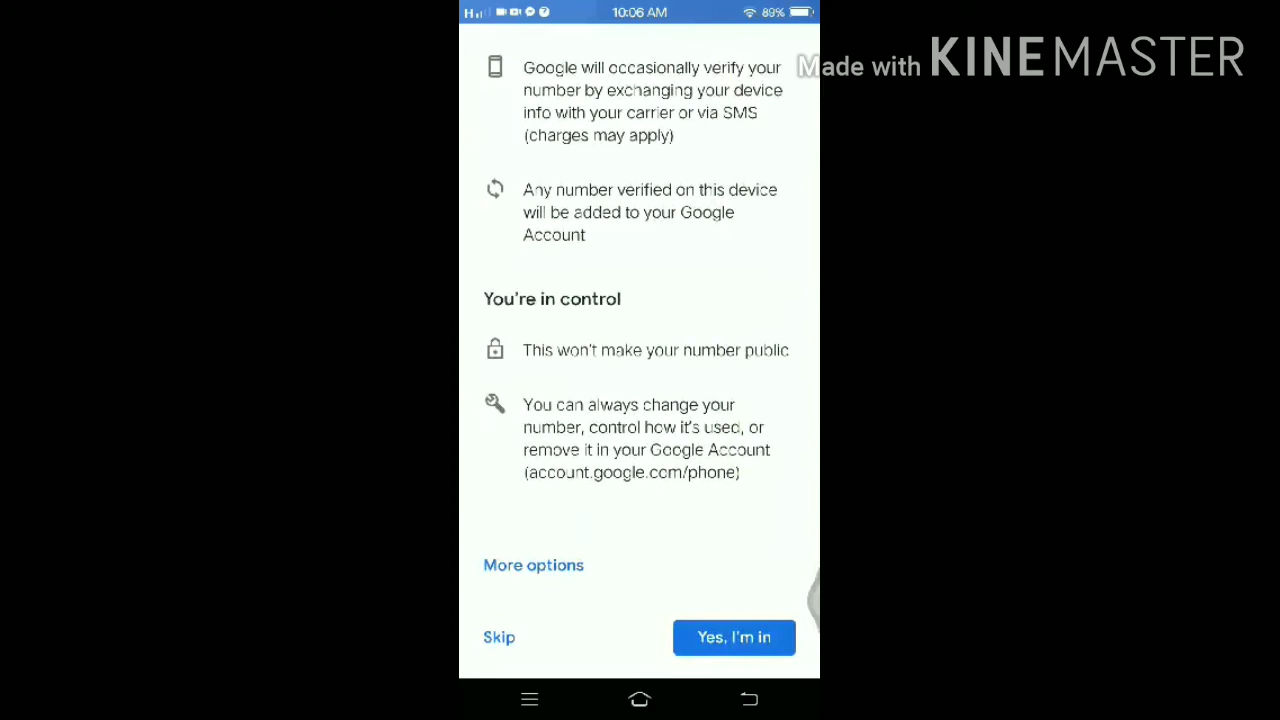 H
10:06 AM
89%
Made with KINEMASTER
Google will occasionally verify your
number by exchanging your device
info with your carrier or via SMS
(charges may apply)
Any number verified on this device
will be added to your Google
Account
You're in control
This won't make your number public
You can always change your
number, control how it's used, or
remove it in your Google Account
(account.google.com/phone)
More options
Skip
Yes, I'm in